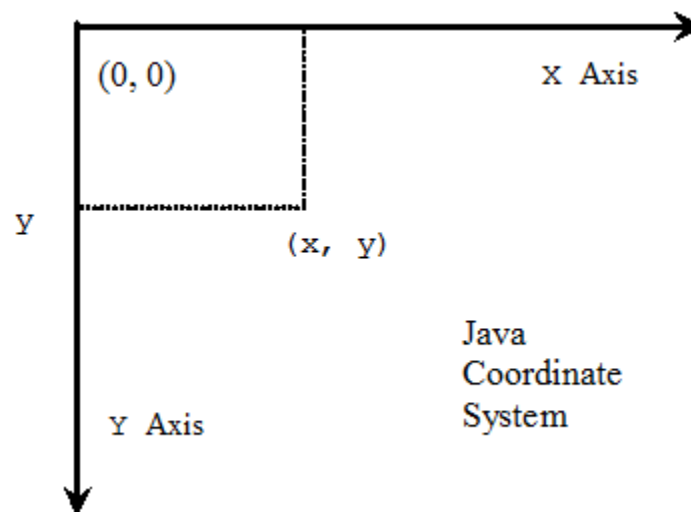 (0, 0)
X Axis
y
(x, y)
Java
Coordinate
System
Y Axis